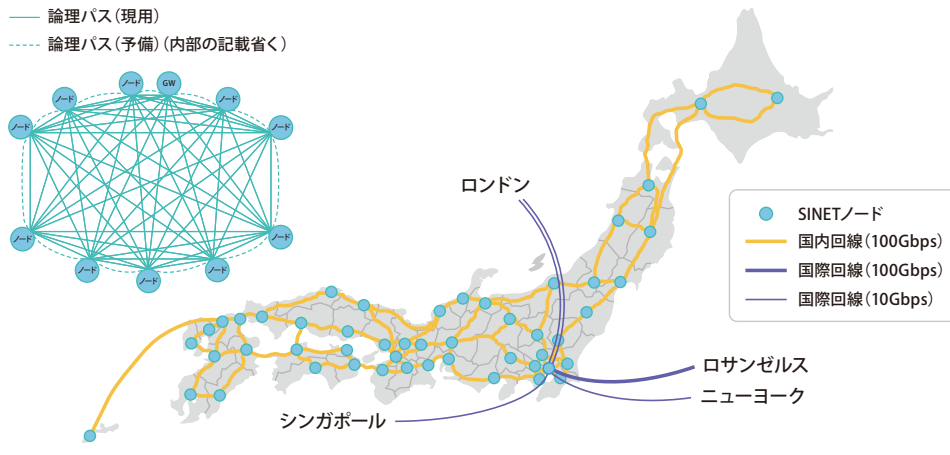 論理パス（現用）
論理パス（予備）（内部の記載省く）
ノード
GW
ノード
ノード
ノード
ノード
ノード
ノード
ノード
ノード
ノード
ロンドン
SINETノード
国内回線（100Gbps）
国際回線（100Gbps）
国際回線（10Gbps）
ロサンゼルス
ニューヨーク
シンガポール